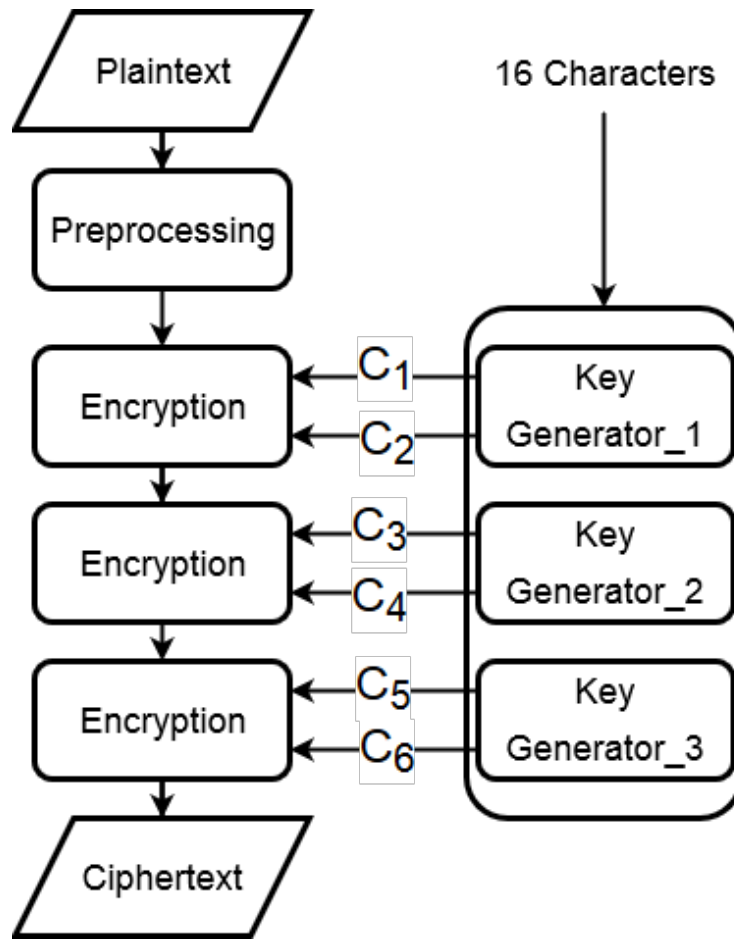 Plaintext
16 Characters
Preprocessing
Encryption
C1
C2
Key
Generator_1
Encryption
C3
C4
Key
Generator_2
Encryption
C5
C6
Key
Generator_3
Ciphertext